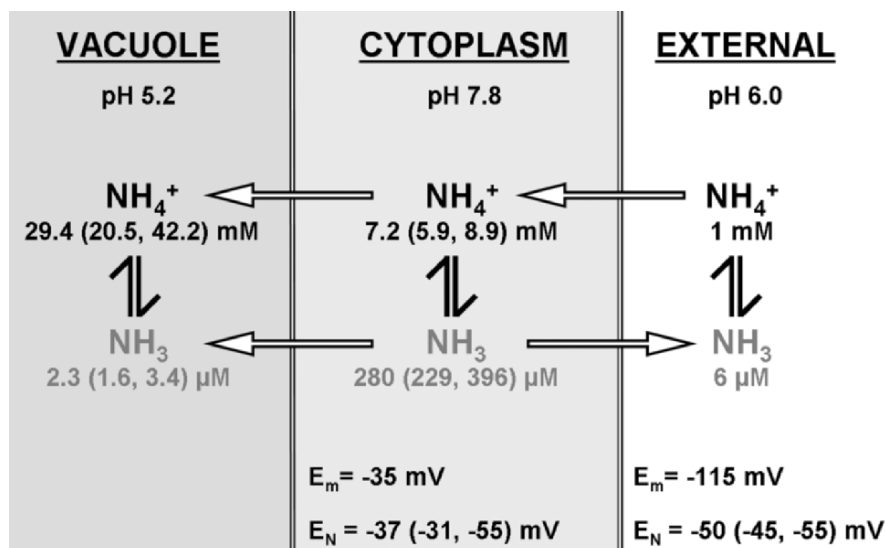 VACUOLE CYTOPLASM EXTERNAL
pH 5.2 pH 7.8 pH 6.0
NH₄⁺ NH₄⁺ NH₄⁺
29.4 (20.5, 42.2) mM 7.2 (5.9, 8.9) mM 1 mM
NH₃ NH₃ NH₃
2.3 (1.6, 3.4) µM 280 (229, 396) µM 6 µM
Eₘ= -35 mV Eₘ= -115 mV
E_N = -37 (-31, -55) mV E_N = -50 (-45, -55) mV